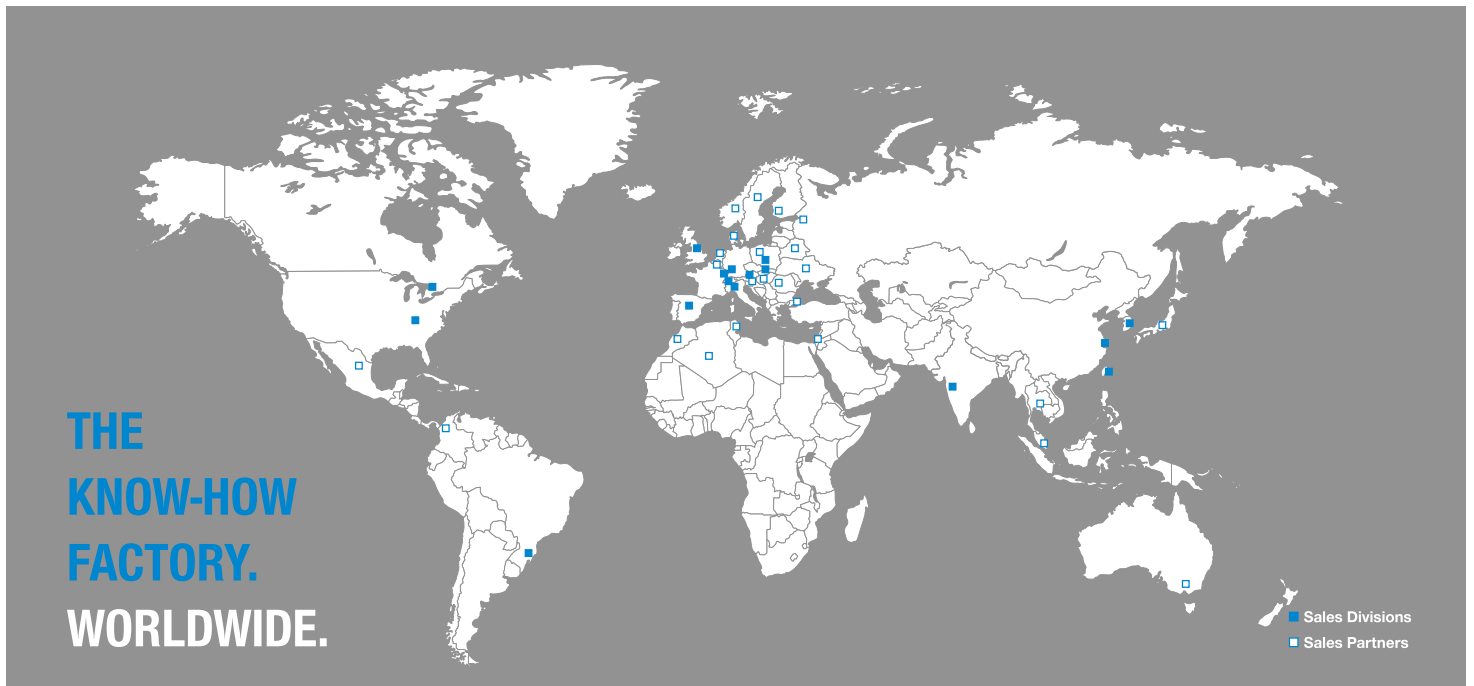 THE
KNOW-HOW
FACTORY.
WORLDWIDE.
Sales Divisions
Sales Partners